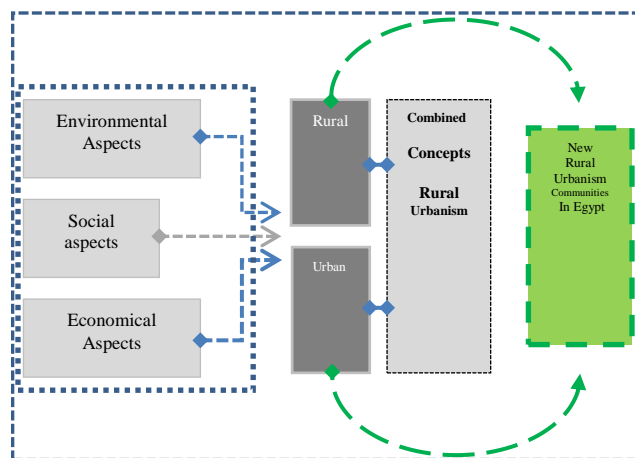 Environmental
Aspects
Social
aspects
Economical
Aspects
Rural
Urban
Combined
Concepts
Rural
Urbanism
New
Rural
Urbanism
Communities
In Egypt